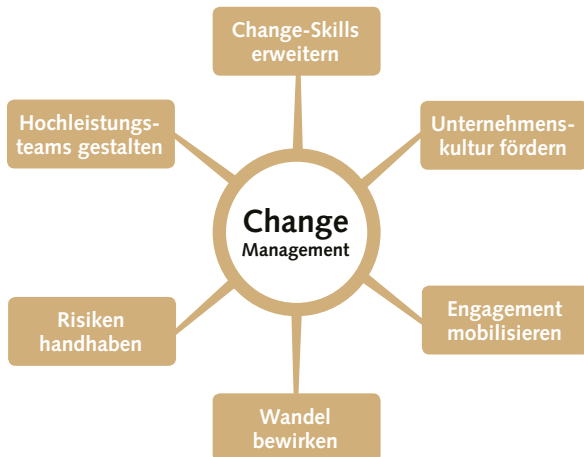 Change-Skills
erweitern
Hochleistungs-
teams gestalten
Unternehmens-
kultur fördern
Change
Management
Risiken
handhaben
Engagement
mobilisieren
Wandel
bewirken